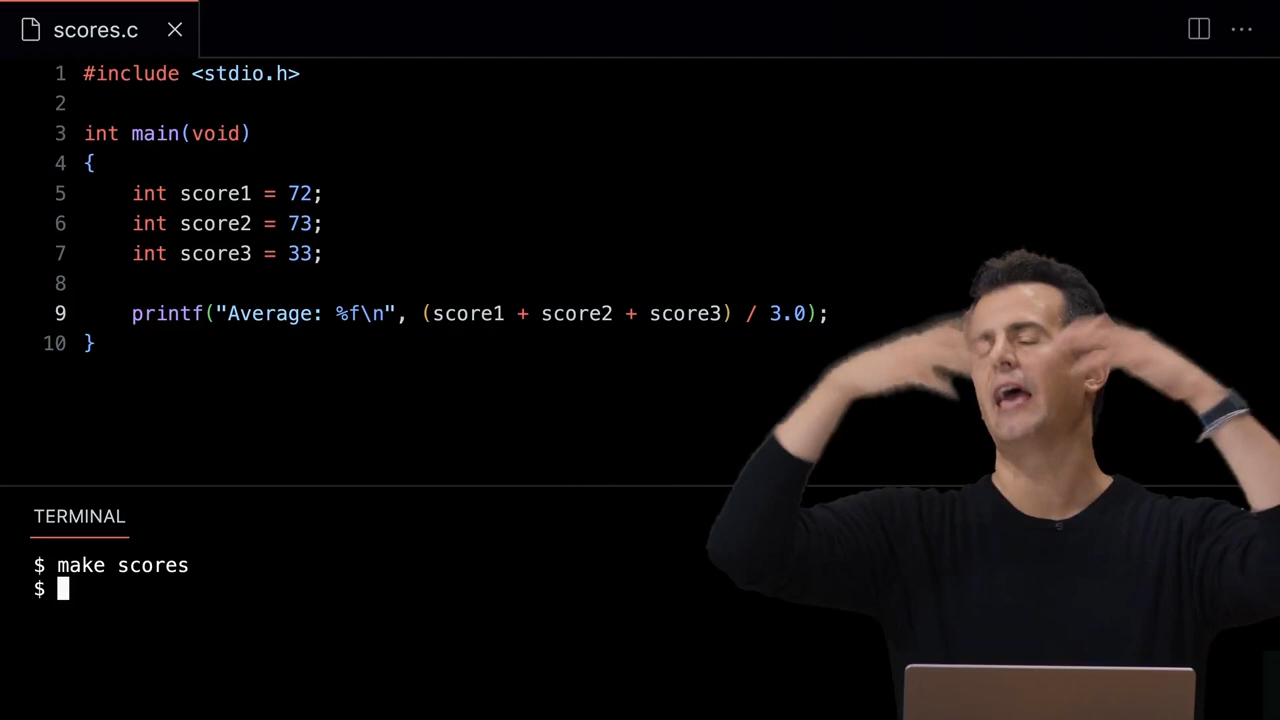 scores.c
1 #include <stdio.h>
2
3 int main(void)
4 {
5     int score1 = 72;
6     int score2 = 73;
7     int score3 = 33;
8
9     printf("Average: %f\n", (score1 + score2 + score3) / 3.0);
10 }
TERMINAL
$ make scores
$